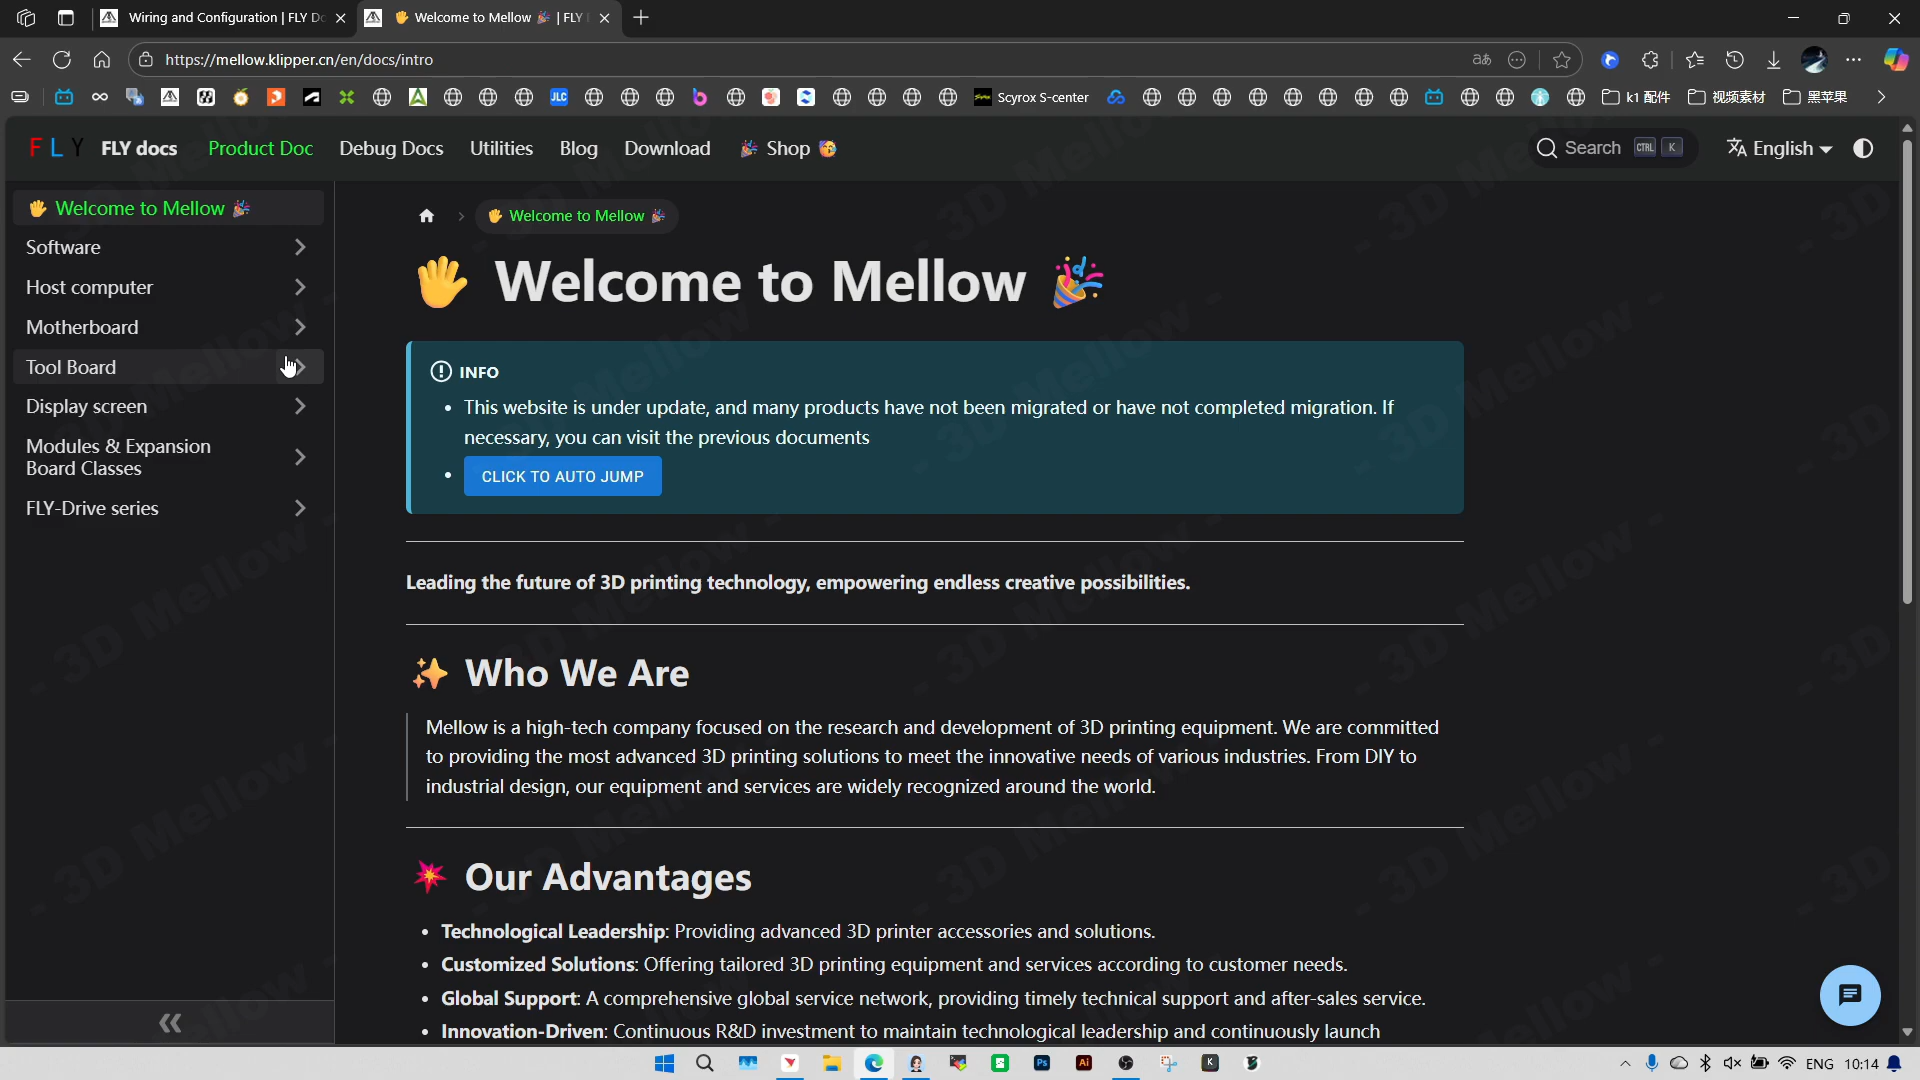 Wiring and Configuration | FLY Do
Welcome to Mellow 🎉 | FLY
https://mellow.klipper.cn/en/docs/intro
Scyrox S-center
k1 配件
视频素材
黑苹果
FLY
FLY docs
Product Doc
Debug Docs
Utilities
Blog
Download
🎉 Shop 🥳
Search CTRL K
English
🖐 Welcome to Mellow 🎉
Software
Host computer
Motherboard
Tool Board
Display screen
Modules & Expansion
Board Classes
FLY-Drive series
🖐 Welcome to Mellow 🎉
🖐 Welcome to Mellow 🎉
INFO
• This website is under update, and many products have not been migrated or have not completed migration. If
necessary, you can visit the previous documents
• CLICK TO AUTO JUMP
Leading the future of 3D printing technology, empowering endless creative possibilities.
✨ Who We Are
Mellow is a high-tech company focused on the research and development of 3D printing equipment. We are committed
to providing the most advanced 3D printing solutions to meet the innovative needs of various industries. From DIY to
industrial design, our equipment and services are widely recognized around the world.
💥 Our Advantages
• Technological Leadership: Providing advanced 3D printer accessories and solutions.
• Customized Solutions: Offering tailored 3D printing equipment and services according to customer needs.
• Global Support: A comprehensive global service network, providing timely technical support and after-sales service.
• Innovation-Driven: Continuous R&D investment to maintain technological leadership and continuously launch
- 3D Mellow -
ENG 10:14